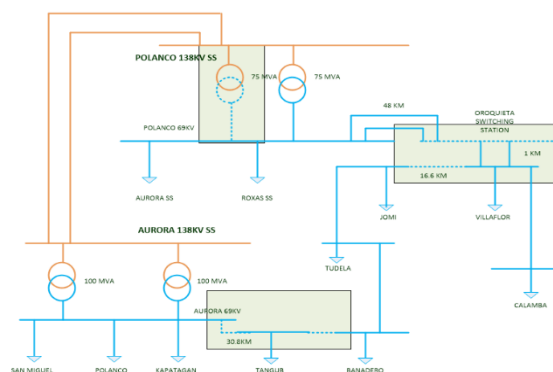 POLANCO 138KV SS
75 MVA
75 MVA
48 KM
OROQUIETA
SWITCHING
STATION
POLANCO 69KV
1 KM
16.6 KM
AURORA SS
ROXAS SS
JOMI
VILLAFLOR
AURORA 138KV SS
TUDELA
100 MVA
100 MVA
CALAMBA
AURORA 69KV
30.8KM
SAN MIGUEL
POLANCO
KAPATAGAN
TANGUB
BANADERO